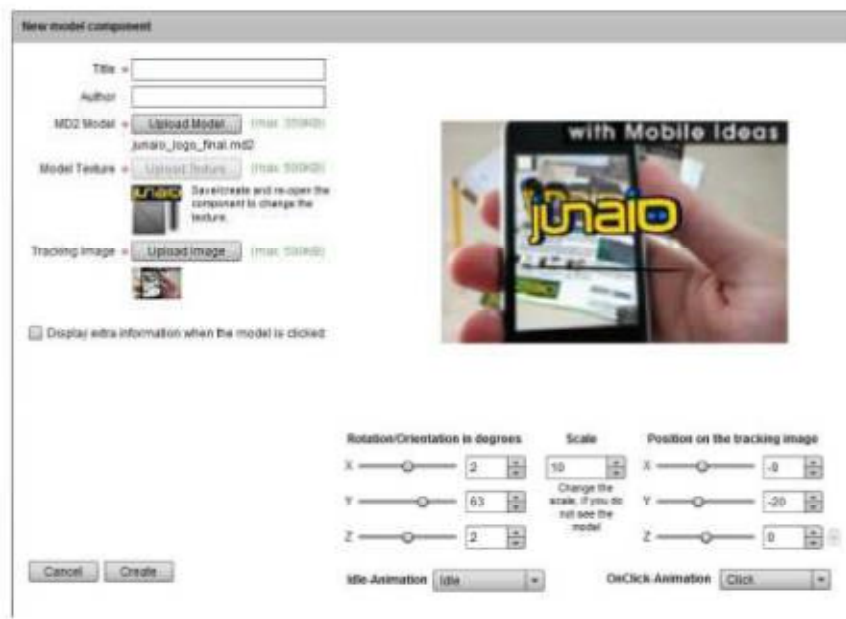 New model component
Title *
Author
MD2 Model * Upload Model (max. 350KB)
junaio_logo_final.md2
Model Texture * Upload Texture (max. 500KB)
junaio
Save/create and re-open the
component to change the
texture.
Tracking Image * Upload Image (max. 500KB)
Display extra information when the model is clicked
with Mobile Ideas
junaio
Rotation/Orientation in degrees
X 2
Y 63
Z 2
Scale
10
Change the
scale, if you do
not see the
model
Position on the tracking image
X
Y -20
Z 0
Cancel Create
Idle-Animation Idle
OnClick-Animation Click